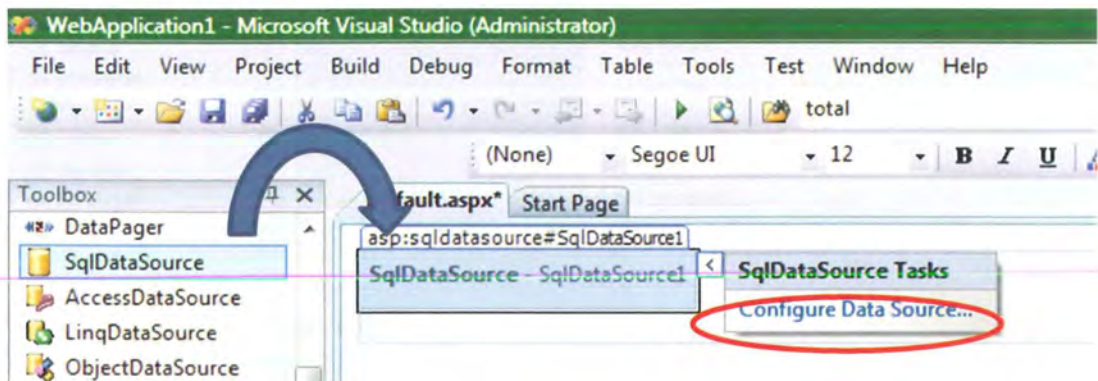 WebApplication1 - Microsoft Visual Studio (Administrator)
File Edit View Project Build Debug Format Table Tools Test Window Help
total
(None) Segoe UI 12 B I U
Toolbox
fault.aspx* Start Page
DataPager
asp:sqldatasource#SqlDataSource1
SqlDataSource
SqlDataSource - SqlDataSource1
SqlDataSource Tasks
AccessDataSource
Configure Data Source...
LinqDataSource
ObjectDataSource